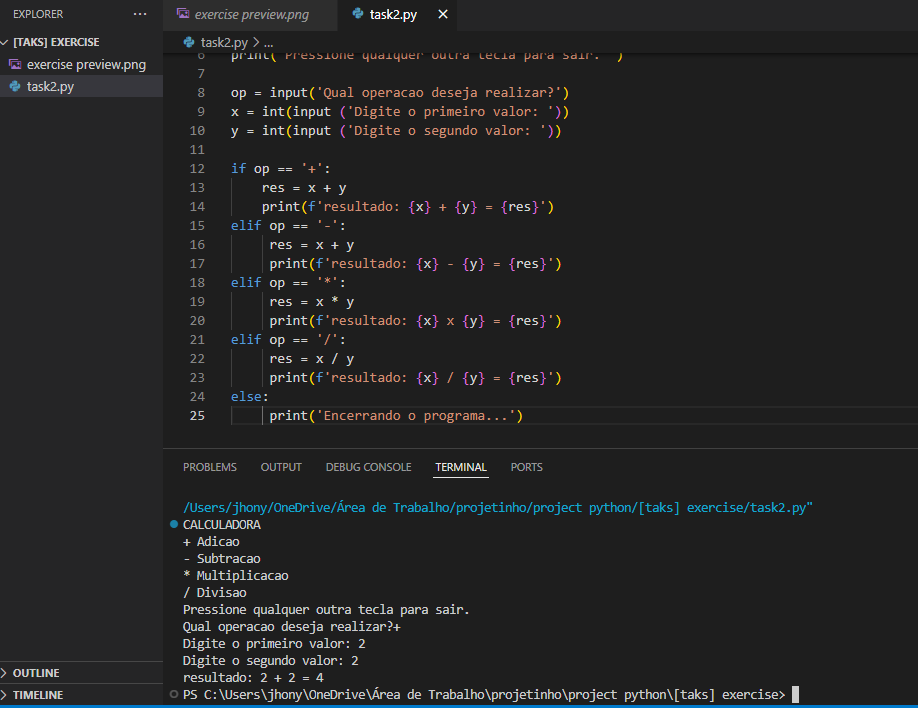 EXPLORER ...
exercise preview.png
task2.py ×
[TAKS] EXERCISE
exercise preview.png
task2.py
task2.py > ...
6 print('Pressione qualquer outra tecla para sair. ')
7
8 op = input('Qual operacao deseja realizar?')
9 x = int(input ('Digite o primeiro valor: '))
10 y = int(input ('Digite o segundo valor: '))
11
12 if op == '+':
13 res = x + y
14 print(f'resultado: {x} + {y} = {res}')
15 elif op == '-':
16 res = x + y
17 print(f'resultado: {x} - {y} = {res}')
18 elif op == '*':
19 res = x * y
20 print(f'resultado: {x} x {y} = {res}')
21 elif op == '/':
22 res = x / y
23 print(f'resultado: {x} / {y} = {res}')
24 else:
25 print('Encerrando o programa...')
PROBLEMS OUTPUT DEBUG CONSOLE TERMINAL PORTS
/Users/jhony/OneDrive/Área de Trabalho/projetinho/project python/[taks] exercise/task2.py"
CALCULADORA
+ Adicao
- Subtracao
* Multiplicacao
/ Divisao
Pressione qualquer outra tecla para sair.
Qual operacao deseja realizar?+
Digite o primeiro valor: 2
Digite o segundo valor: 2
resultado: 2 + 2 = 4
PS C:\Users\jhony\OneDrive\Área de Trabalho\projetinho\project python\[taks] exercise>
OUTLINE
TIMELINE